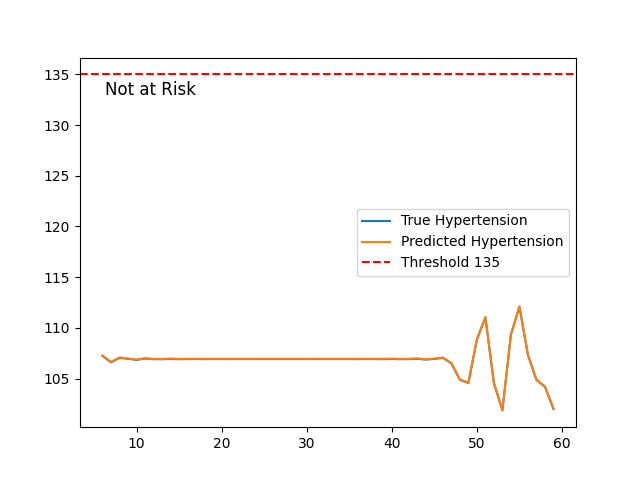 135
Not at Risk
130
125
120
115
110
105
True Hypertension
Predicted Hypertension
Threshold 135
10 20 30 40 50 60